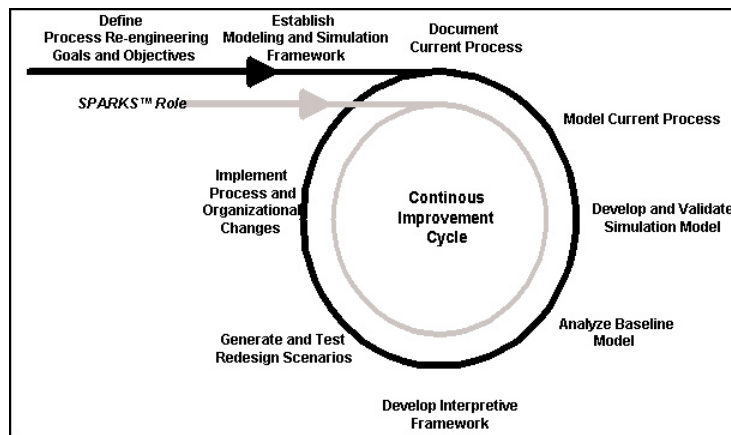 Define
Process Re-engineering
Goals and Objectives
Establish
Modeling and Simulation
Framework
Document
Current Process
SPARKS™ Role
Model Current Process
Implement
Process and
Organizational
Changes
Continous
Improvement
Cycle
Develop and Validate
Simulation Model
Generate and Test
Redesign Scenarios
Analyze Baseline
Model
Develop Interpretive
Framework